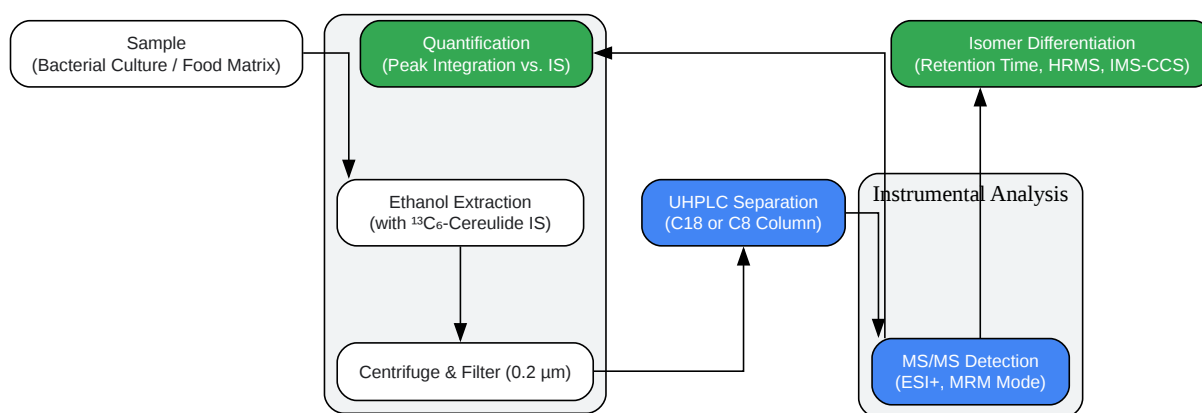 Sample
(Bacterial Culture / Food Matrix)
Quantification
(Peak Integration vs. IS)
Isomer Differentiation
(Retention Time, HRMS, IMS-CCS)
Ethanol Extraction
(with ¹³C₆-Cereulide IS)
UHPLC Separation
(C18 or C8 Column)
Instrumental Analysis
Centrifuge & Filter (0.2 µm)
MS/MS Detection
(ESI+, MRM Mode)